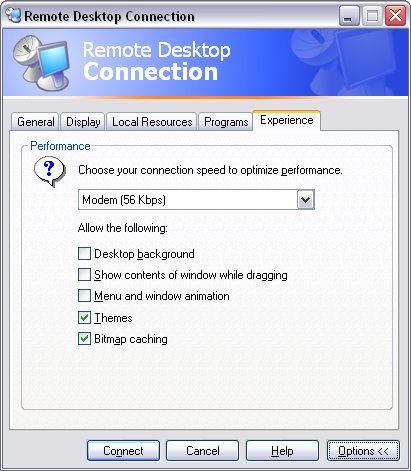 Remote Desktop Connection
Remote Desktop
Connection
General Display Local Resources Programs Experience
Performance
?
Choose your connection speed to optimize performance.
Modem (56 Kbps)
Allow the following:
Desktop background
Show contents of window while dragging
Menu and window animation
Themes
Bitmap caching
Connect Cancel Help Options <<